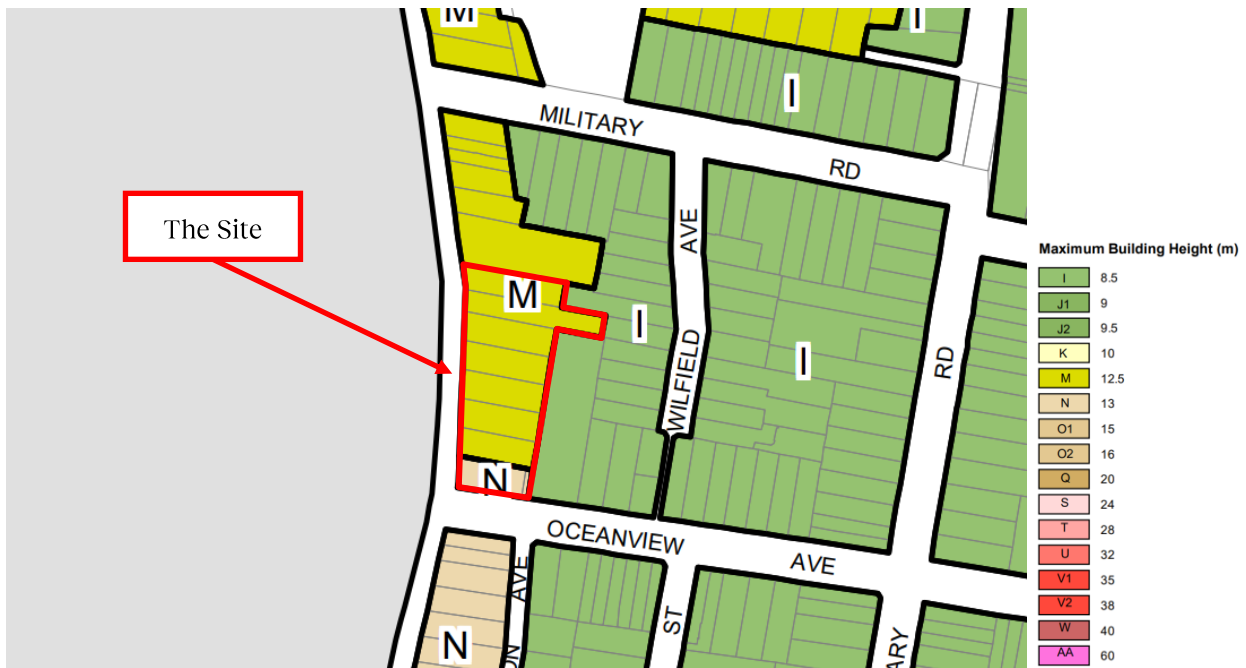 M
I
I
MILITARY
RD
The Site
AVE
M
I
I
WILFIELD
RD
N
OCEANVIEW
AVE
AVE
ON
ST
ARY
N
Maximum Building Height (m)
I 8.5
J1 9
J2 9.5
K 10
M 12.5
N 13
O1 15
O2 16
Q 20
S 24
T 28
U 32
V1 35
V2 38
W 40
AA 60